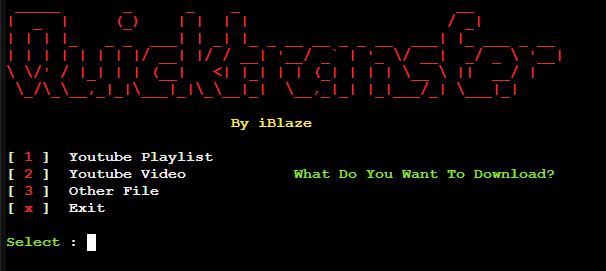 Quicktransfer
By iBlaze
[ 1 ] Youtube Playlist
[ 2 ] Youtube Video What Do You Want To Download?
[ 3 ] Other File
[ x ] Exit
Select :